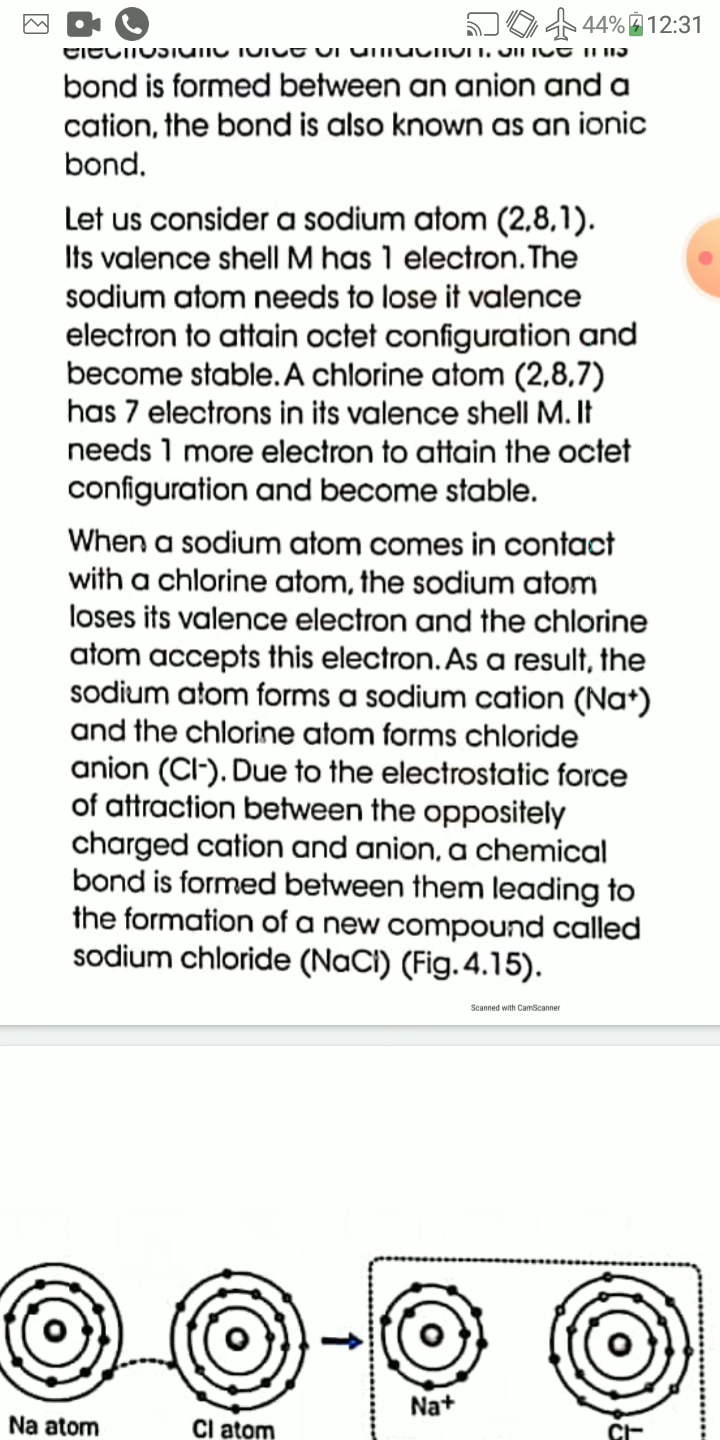 44% 12:31
electrostatic force of attraction. Since this
bond is formed between an anion and a
cation, the bond is also known as an ionic
bond.
Let us consider a sodium atom (2,8,1).
Its valence shell M has 1 electron. The
sodium atom needs to lose it valence
electron to attain octet configuration and
become stable. A chlorine atom (2,8,7)
has 7 electrons in its valence shell M. It
needs 1 more electron to attain the octet
configuration and become stable.
When a sodium atom comes in contact
with a chlorine atom, the sodium atom
loses its valence electron and the chlorine
atom accepts this electron. As a result, the
sodium atom forms a sodium cation (Na⁺)
and the chlorine atom forms chloride
anion (Cl⁻). Due to the electrostatic force
of attraction between the oppositely
charged cation and anion, a chemical
bond is formed between them leading to
the formation of a new compound called
sodium chloride (NaCl) (Fig. 4.15).
Scanned with CamScanner
Na atom
Cl atom
Na⁺
Cl⁻